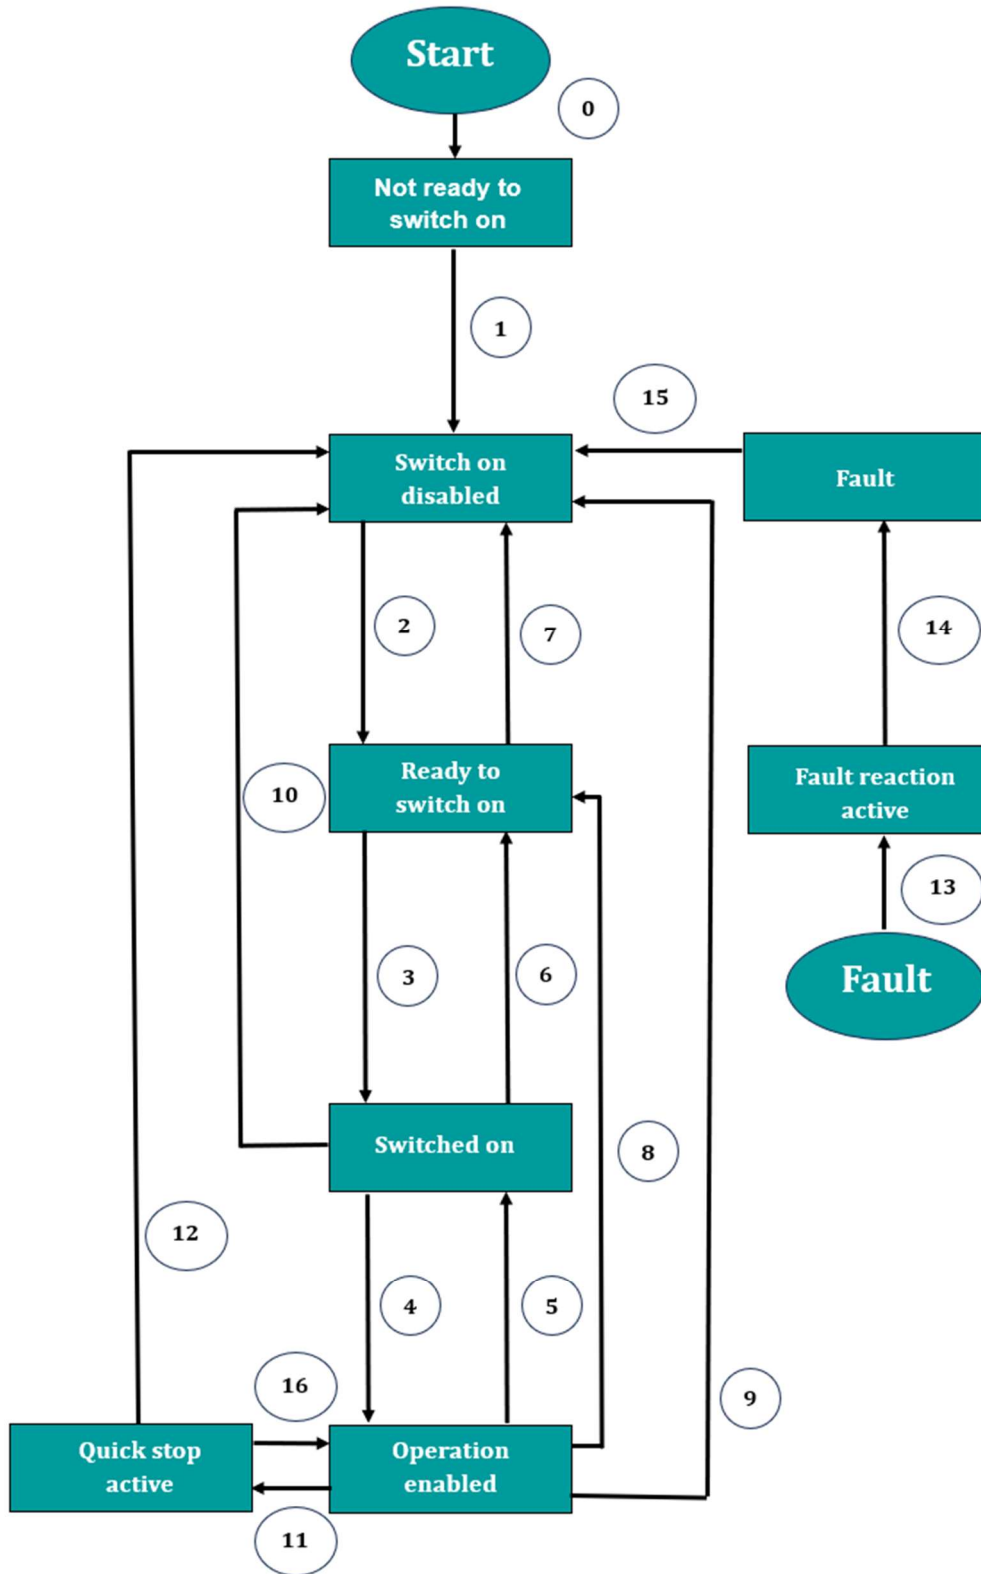 Start
0
Not ready to
switch on
1
15
Switch on
disabled
Fault
2
7
14
Ready to
switch on
10
Fault reaction
active
13
3
6
Fault
Switched on
8
12
4
5
16
9
Quick stop
active
Operation
enabled
11